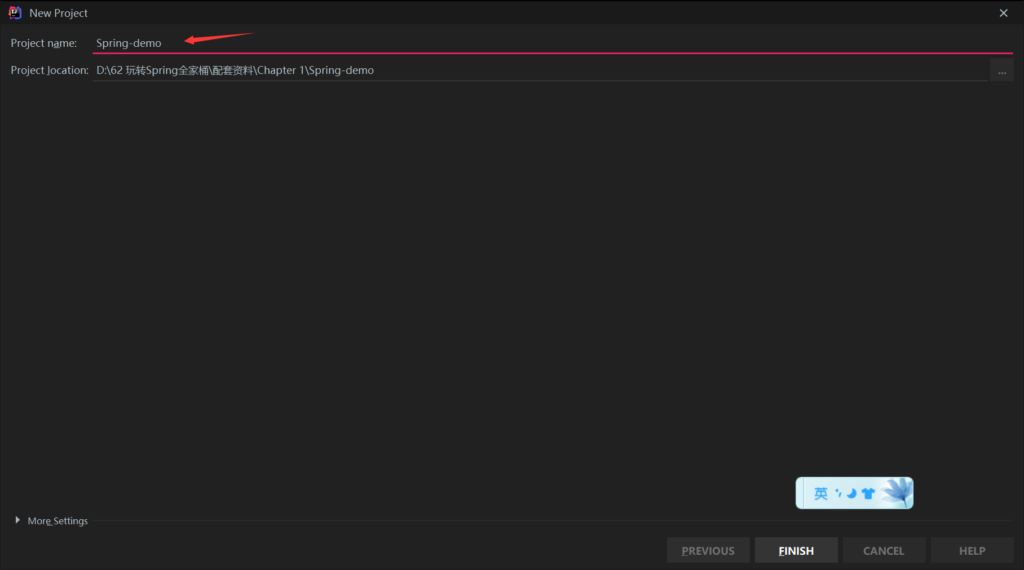 New Project
Project name: Spring-demo
Project location: D:\62 玩转Spring全家桶\配套资料\Chapter 1\Spring-demo
...
英
More Settings
PREVIOUS FINISH CANCEL HELP